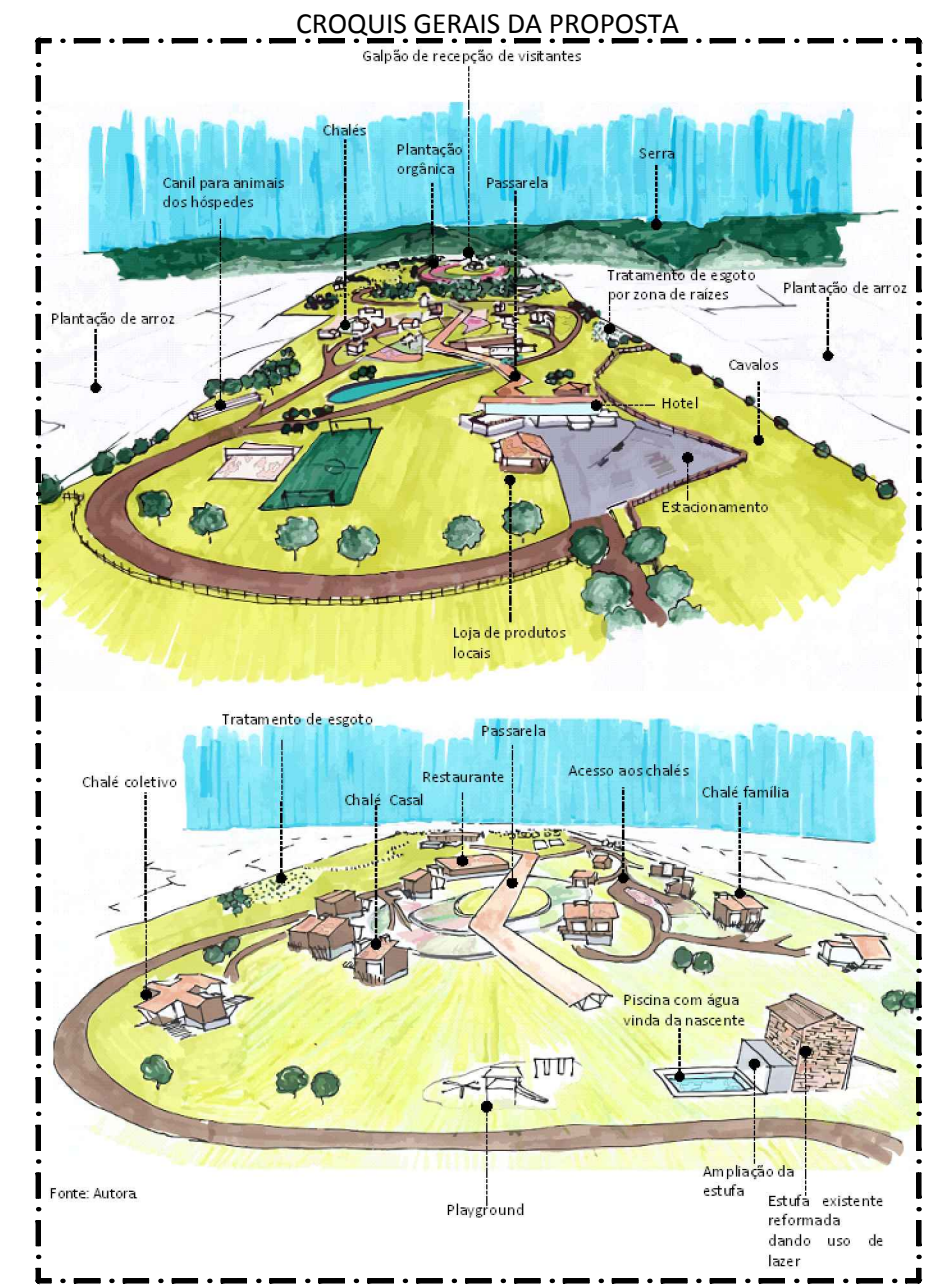 CROQUIS GERAIS DA PROPOSTA
Galpão de recepção de visitantes
Chalés
Plantação
orgânica
Serra
Canil para animais
dos hóspedes
Passarela
Tratamento de esgoto
por zona de raízes
Plantação de arroz
Plantação de arroz
Cavalos
Hotel
Estacionamento
Loja de produtos
locais
Tratamento de esgoto
Passarela
Chalé coletivo
Restaurante
Acesso aos chalés
Chalé Casal
Chalé família
Piscina com água
vinda da nascente
Ampliação da
estufa
Fonte: Autora.
Playground
Estufa existente
reformada
dando uso de
lazer